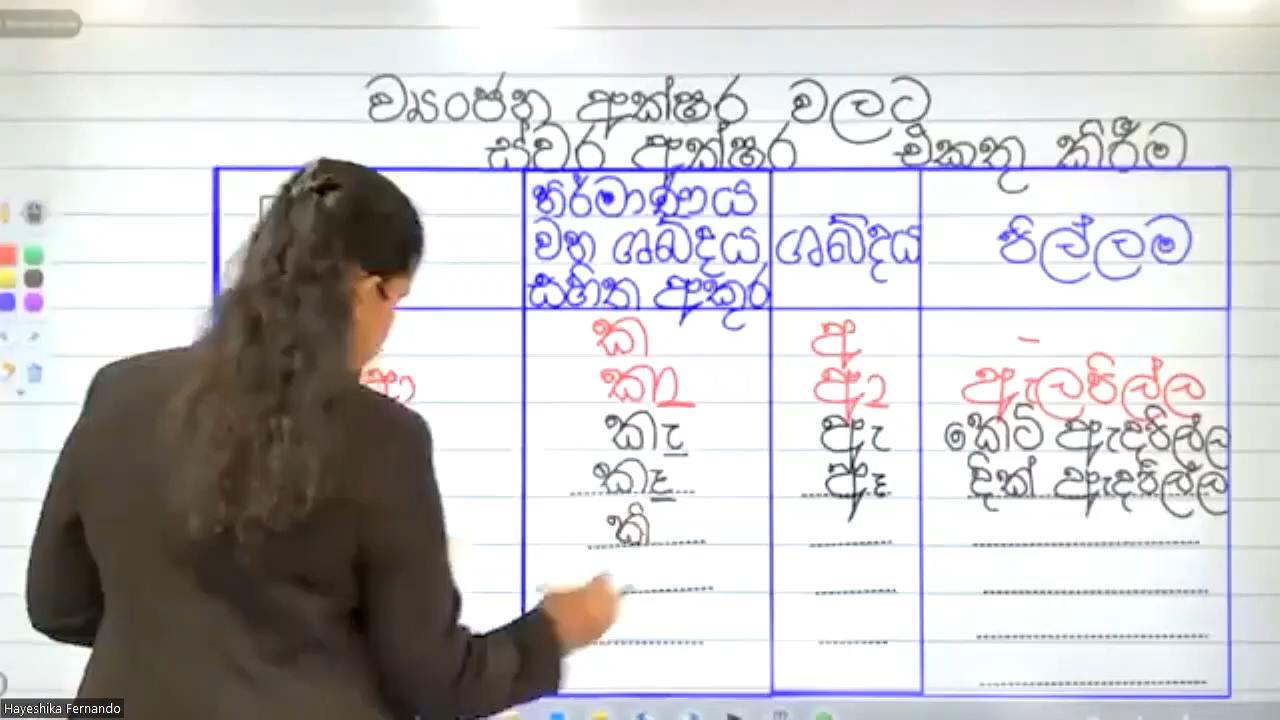 ව්‍යංජන අක්ෂර වලට
ස්වර අක්ෂර එකතු කිරීම
නිර්මාණය
වන ශබ්දය ශබ්දය පිල්ලම
සහිත අකුර
ක අ -
කා ආ ඇලපිල්ල
කැ ඇ කෙටි ඇදපිල්ල
කෑ ඈ දික් ඇදපිල්ල
කි
Hayeshika Fernando